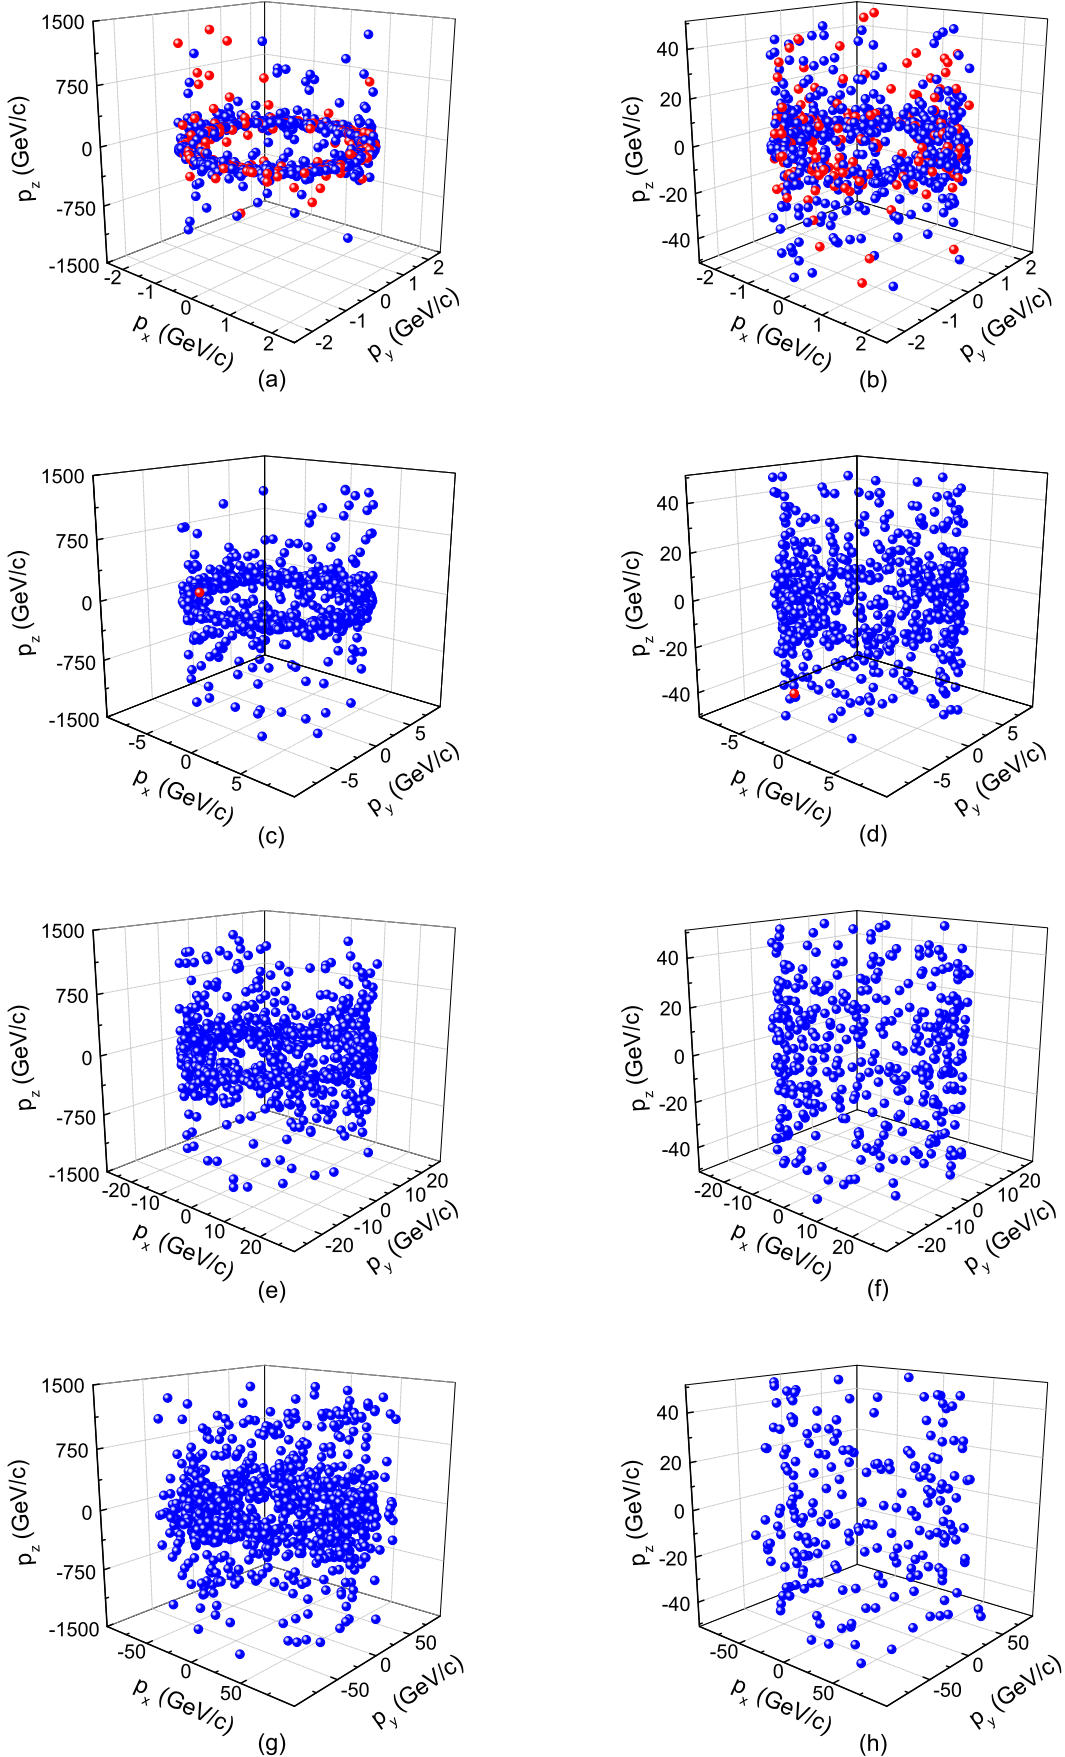 1500
750
0
-750
-1500
p_z (GeV/c)
-2 -1 0 1 2
p_x (GeV/c)
-2 -1 0 1 2
p_y (GeV/c)
(a)
40
20
0
-20
-40
p_z (GeV/c)
-2 -1 0 1 2
p_x (GeV/c)
-2 -1 0 1 2
p_y (GeV/c)
(b)
1500
750
0
-750
-1500
p_z (GeV/c)
-5 0 5
p_x (GeV/c)
-5 0 5
p_y (GeV/c)
(c)
40
20
0
-20
-40
p_z (GeV/c)
-5 0 5
p_x (GeV/c)
-5 0 5
p_y (GeV/c)
(d)
1500
750
0
-750
-1500
p_z (GeV/c)
-20 -10 0 10 20
p_x (GeV/c)
-20 -10 0 10 20
p_y (GeV/c)
(e)
40
20
0
-20
-40
p_z (GeV/c)
-20 -10 0 10 20
p_x (GeV/c)
-20 -10 0 10 20
p_y (GeV/c)
(f)
1500
750
0
-750
-1500
p_z (GeV/c)
-50 0 50
p_x (GeV/c)
-50 0 50
p_y (GeV/c)
(g)
40
20
0
-20
-40
p_z (GeV/c)
-50 0 50
p_x (GeV/c)
-50 0 50
p_y (GeV/c)
(h)